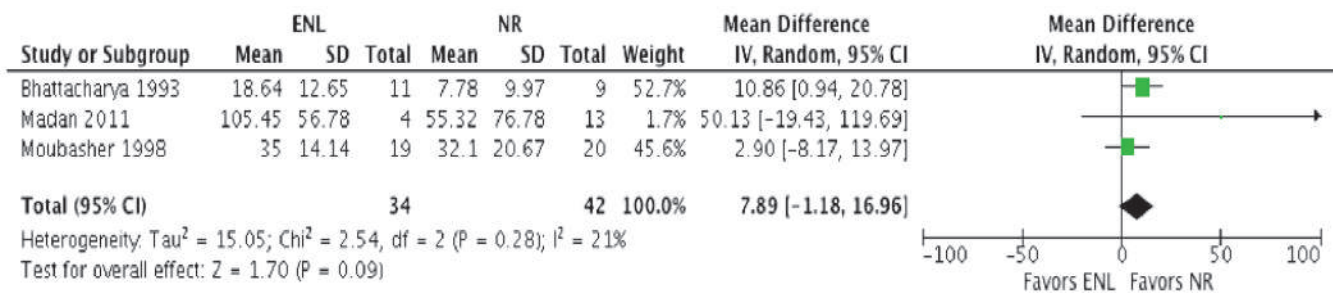 ENL NR Mean Difference Mean Difference
Study or Subgroup Mean SD Total Mean SD Total Weight IV, Random, 95% CI IV, Random, 95% CI
Bhattacharya 1993 18.64 12.65 11 7.78 9.97 9 52.7% 10.86 [0.94, 20.78]
Madan 2011 105.45 56.78 4 55.32 76.78 13 1.7% 50.13 [-19.43, 119.69]
Moubasher 1998 35 14.14 19 32.1 20.67 20 45.6% 2.90 [-8.17, 13.97]
Total (95% CI) 34 42 100.0% 7.89 [-1.18, 16.96]
Heterogeneity: Tau² = 15.05; Chi² = 2.54, df = 2 (P = 0.28); I² = 21%
Test for overall effect: Z = 1.70 (P = 0.09)
-100 -50 0 50 100
Favors ENL Favors NR